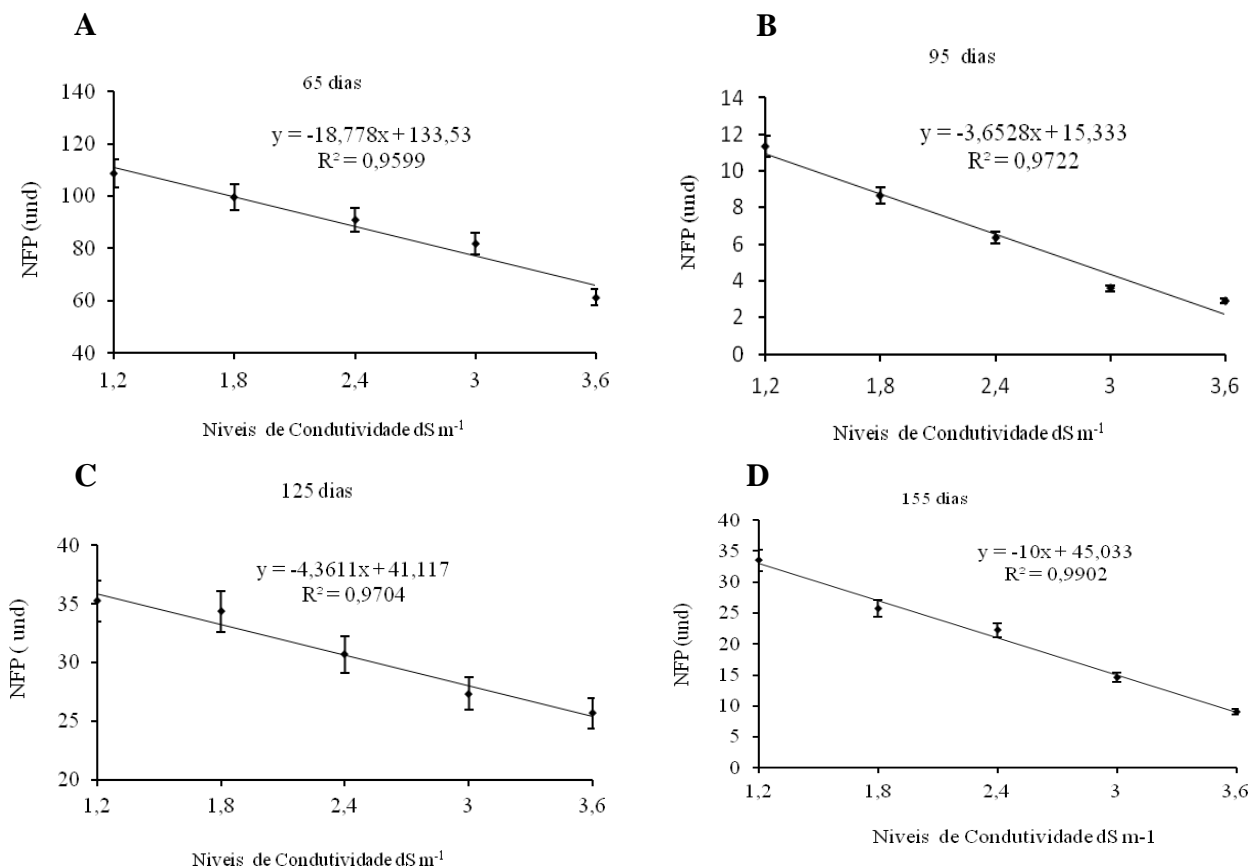 A
65 dias
140
120
100
80
60
40
y = -18,778x + 133,53
R² = 0,9599
NFP (und)
1,2 1,8 2,4 3 3,6
Niveis de Condutividade dS m-1
B
95 dias
14
12
10
8
6
4
2
0
y = -3,6528x + 15,333
R² = 0,9722
NFP (und)
1,2 1,8 2,4 3 3,6
Niveis de Condutividade dS m-1
C
125 dias
40
35
30
25
20
y = -4,3611x + 41,117
R² = 0,9704
NFP ( und)
1,2 1,8 2,4 3 3,6
Niveis de Condutividade dS m-1
D
155 dias
40
35
30
25
20
15
10
5
0
y = -10x + 45,033
R² = 0,9902
NFP (und)
1,2 1,8 2,4 3 3,6
Niveis de Condutividade dS m-1